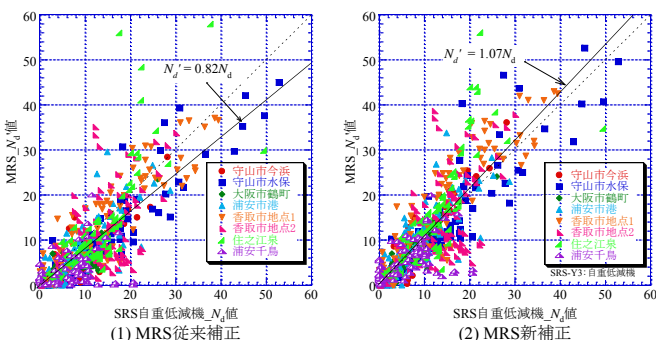 60
50
40
30
20
10
0
0 10 20 30 40 50 60
MRS_Nd'値
Nd' = 0.82Nd
守山市今浜
守山市水保
大阪市鶴町
浦安市港
香取市地点1
香取市地点2
住之江泉
浦安千鳥
SRS自重低減機_Nd値
(1) MRS従来補正
60
50
40
30
20
10
0
0 10 20 30 40 50 60
MRS_Nd'値
Nd' = 1.07Nd
守山市今浜
守山市水保
大阪市鶴町
浦安市港
香取市地点1
香取市地点2
住之江泉
浦安千鳥
SRS-Y3：自重低減機
SRS自重低減機_Nd値
(2) MRS新補正